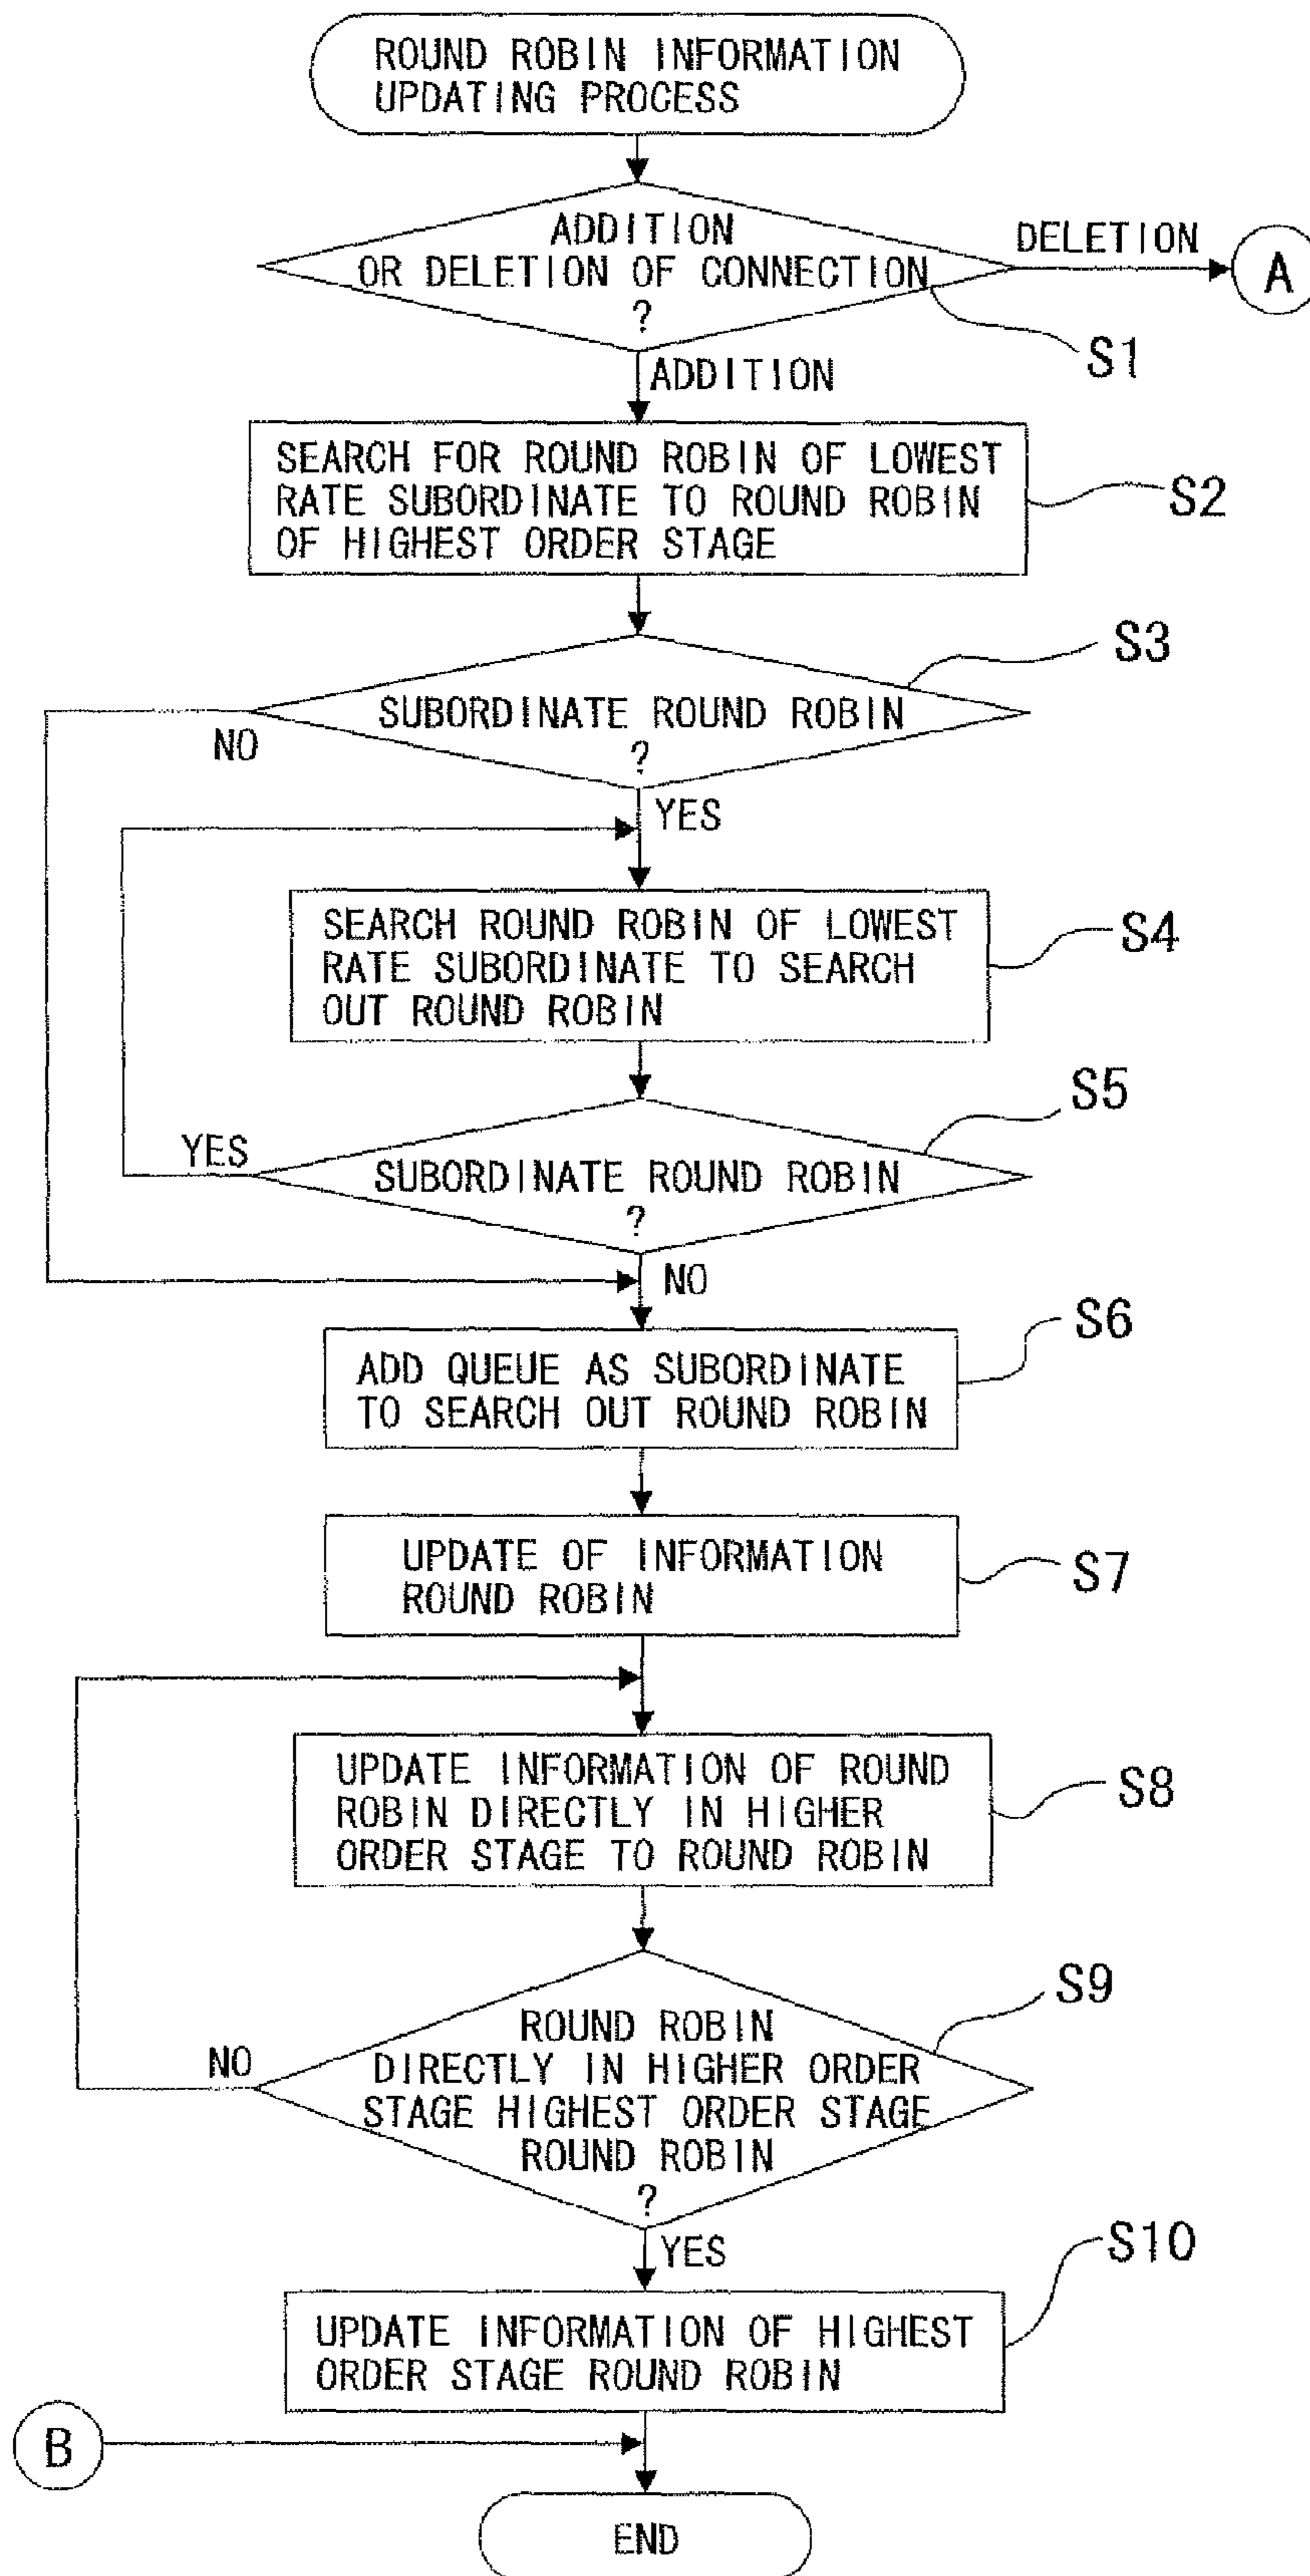 ROUND ROBIN INFORMATION
UPDATING PROCESS
ADDITION
OR DELETION OF CONNECTION
?
DELETION
A
S1
ADDITION
SEARCH FOR ROUND ROBIN OF LOWEST
RATE SUBORDINATE TO ROUND ROBIN
OF HIGHEST ORDER STAGE
S2
S3
SUBORDINATE ROUND ROBIN
?
NO
YES
SEARCH ROUND ROBIN OF LOWEST
RATE SUBORDINATE TO SEARCH
OUT ROUND ROBIN
S4
S5
YES
SUBORDINATE ROUND ROBIN
?
NO
S6
ADD QUEUE AS SUBORDINATE
TO SEARCH OUT ROUND ROBIN
UPDATE OF INFORMATION
ROUND ROBIN
S7
UPDATE INFORMATION OF ROUND
ROBIN DIRECTLY IN HIGHER
ORDER STAGE TO ROUND ROBIN
S8
S9
NO
ROUND ROBIN
DIRECTLY IN HIGHER ORDER
STAGE HIGHEST ORDER STAGE
ROUND ROBIN
?
YES
S10
UPDATE INFORMATION OF HIGHEST
ORDER STAGE ROUND ROBIN
B
END